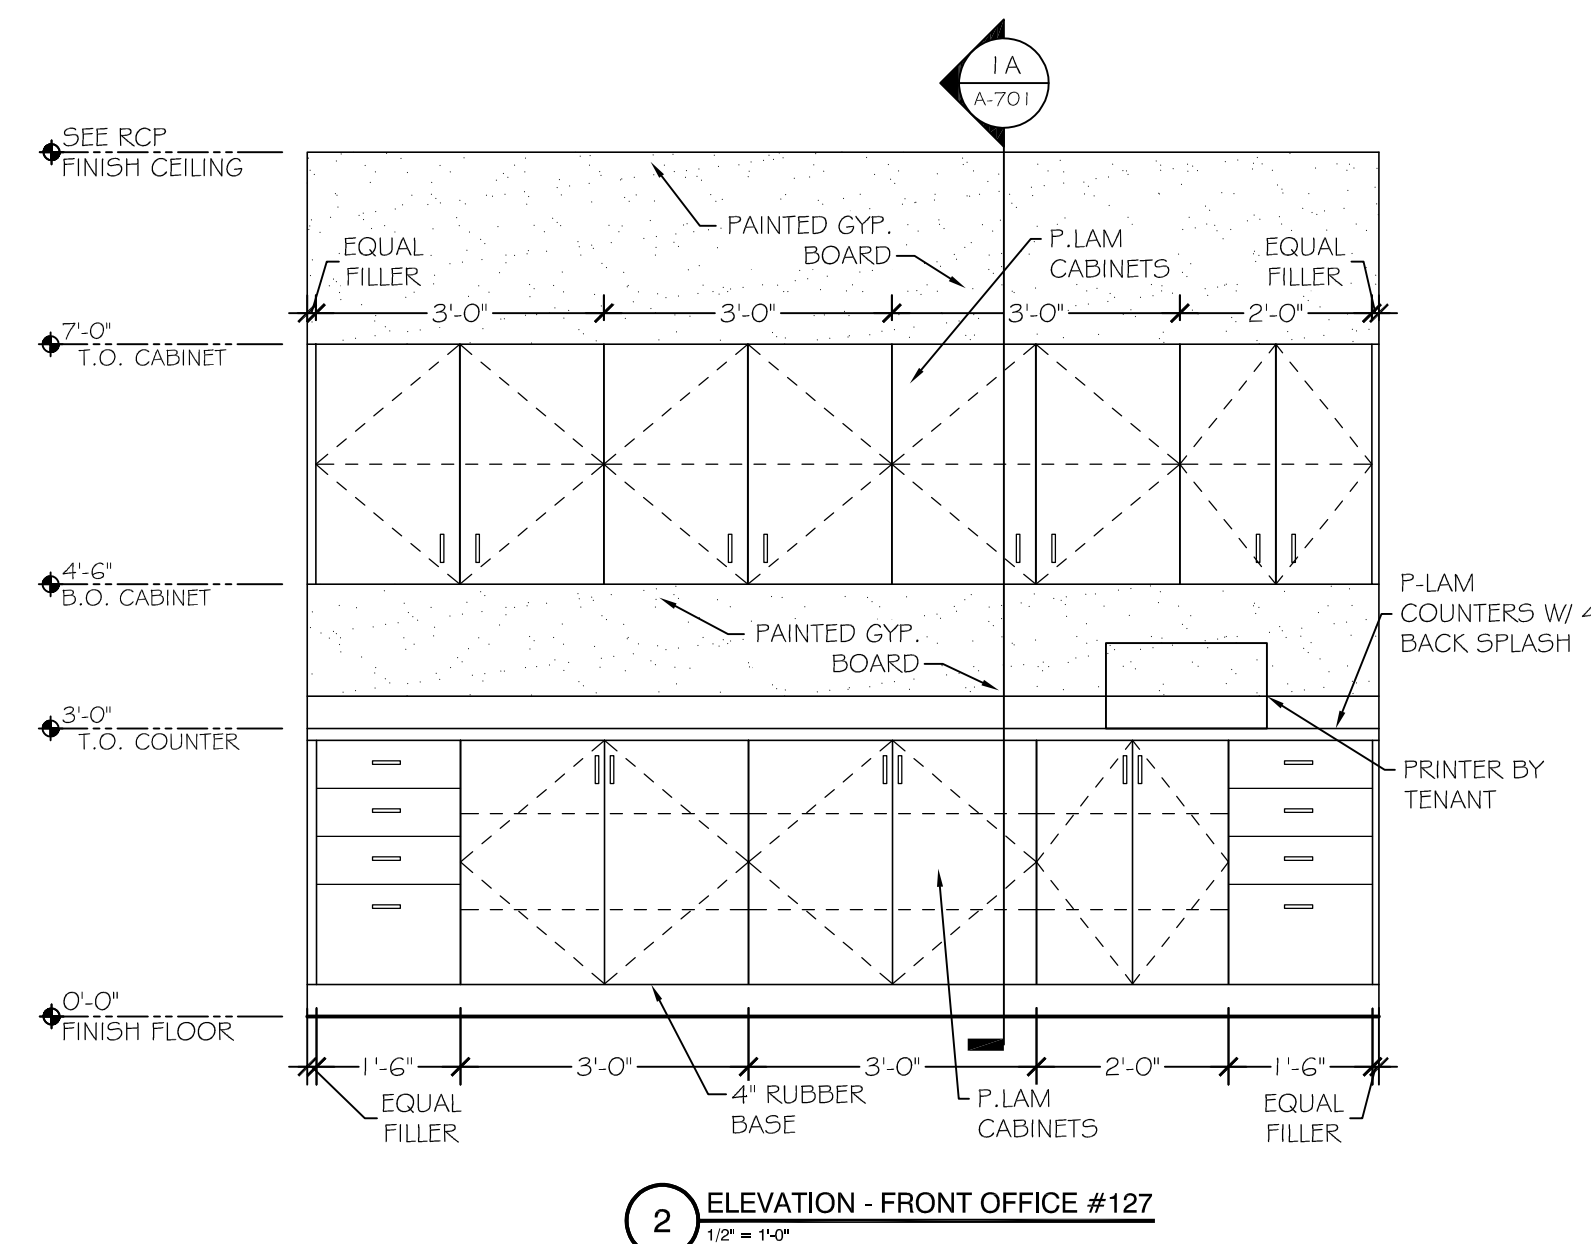 1A
A-701
SEE RCP
FINISH CEILING
PAINTED GYP.
BOARD
EQUAL
FILLER
P.LAM
CABINETS
EQUAL
FILLER
3'-0"
3'-0"
3'-0"
2'-0"
7'-0"
T.O. CABINET
4'-6"
B.O. CABINET
P-LAM
COUNTERS W/ 4
BACK SPLASH
PAINTED GYP.
BOARD
3'-0"
T.O. COUNTER
PRINTER BY
TENANT
0'-0"
FINISH FLOOR
1'-6"
3'-0"
3'-0"
2'-0"
1'-6"
EQUAL
FILLER
4" RUBBER
BASE
P.LAM
CABINETS
EQUAL
FILLER
2
ELEVATION - FRONT OFFICE #127
1/2" = 1'-0"